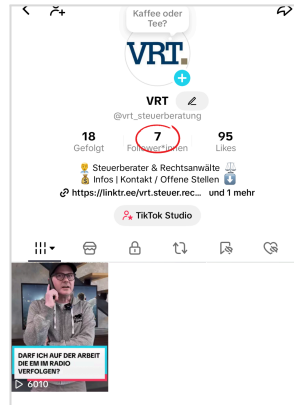 Kaffee oder
Tee?
VRT.
VRT
@vrt_steuerberatung
18 7 95
Gefolgt Follower*innen Likes
Steuerberater & Rechtsanwälte
Infos | Kontakt / Offene Stellen
https://linktr.ee/vrt.steuer.rec... und 1 mehr
TikTok Studio
DARF ICH AUF DER ARBEIT
DIE EM IM RADIO
VERFOLGEN?
6010